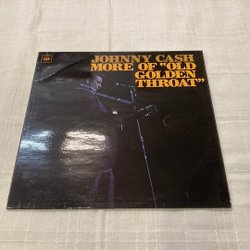 JOHNNY CASH
MORE OF "OLD
GOLDEN
THROAT"